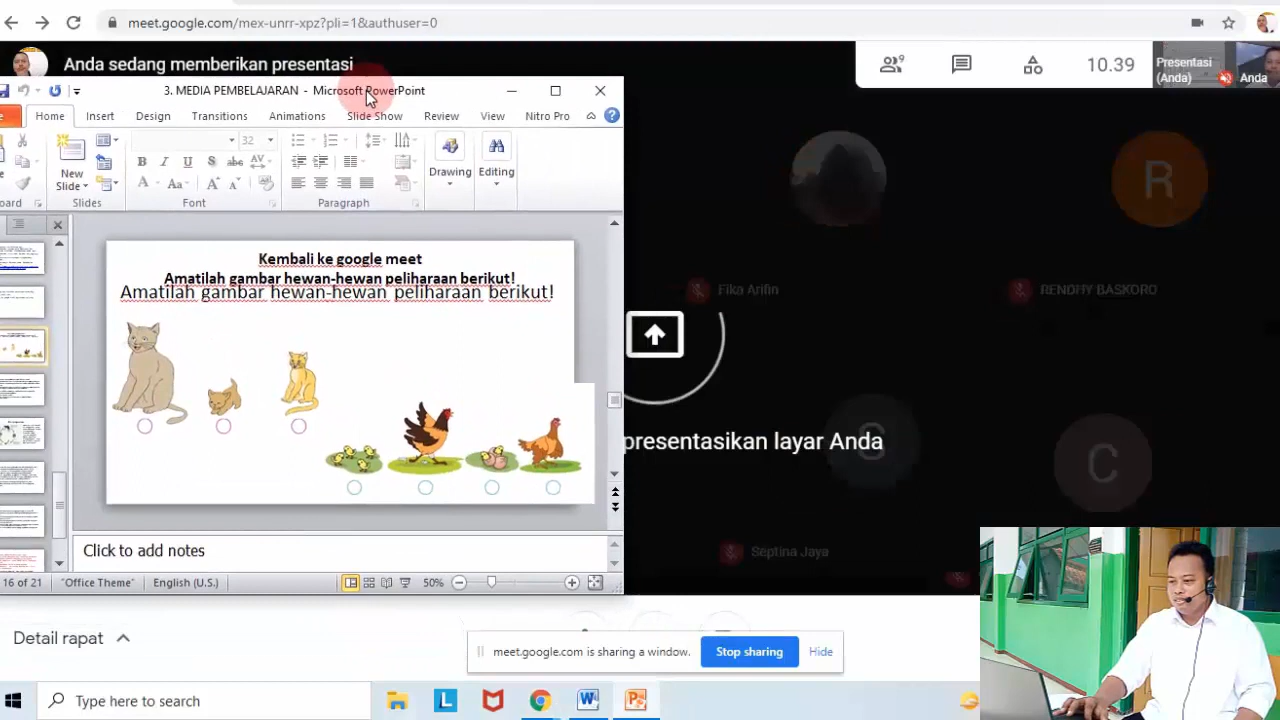 meet.google.com/mex-unrr-xpz?pli=1&authuser=0
Anda sedang memberikan presentasi
9
10.39
Presentasi
(Anda)
Anda
3. MEDIA PEMBELAJARAN - Microsoft PowerPoint
Home Insert Design Transitions Animations Slide Show Review View Nitro Pro
32
New
Slide
Drawing
Editing
Slides
Font
Paragraph
Kembali ke google meet
Amatilah gambar hewan-hewan peliharaan berikut!
Amatilah gambar hewan-hewan peliharaan berikut!
R
Fika Arifin
RENDHY BASKORO
presentasikan layar Anda
C
C
Septina Jaya
Click to add notes
16 of 21 "Office Theme" English (U.S.) 50%
Detail rapat
meet.google.com is sharing a window. Stop sharing Hide
Type here to search